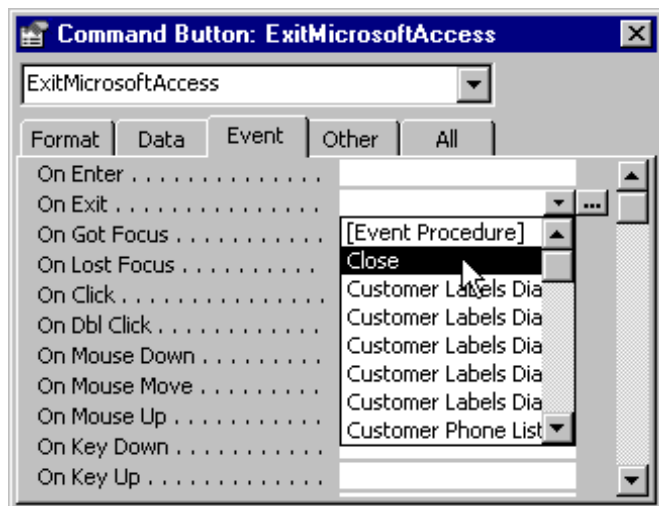 Command Button: ExitMicrosoftAccess
ExitMicrosoftAccess
Format Data Event Other All
On Enter . . . . . . . . . . . . . . .
On Exit . . . . . . . . . . . . . . . . ...
On Got Focus . . . . . . . . . . . [Event Procedure]
On Lost Focus . . . . . . . . . . Close
On Click . . . . . . . . . . . . . . . Customer Labels Dia
On Dbl Click . . . . . . . . . . . . . Customer Labels Dia
On Mouse Down . . . . . . . . . Customer Labels Dia
On Mouse Move . . . . . . . . . Customer Labels Dia
On Mouse Up . . . . . . . . . . . Customer Labels Dia
On Key Down . . . . . . . . . . . Customer Phone List
On Key Up . . . . . . . . . . . . .